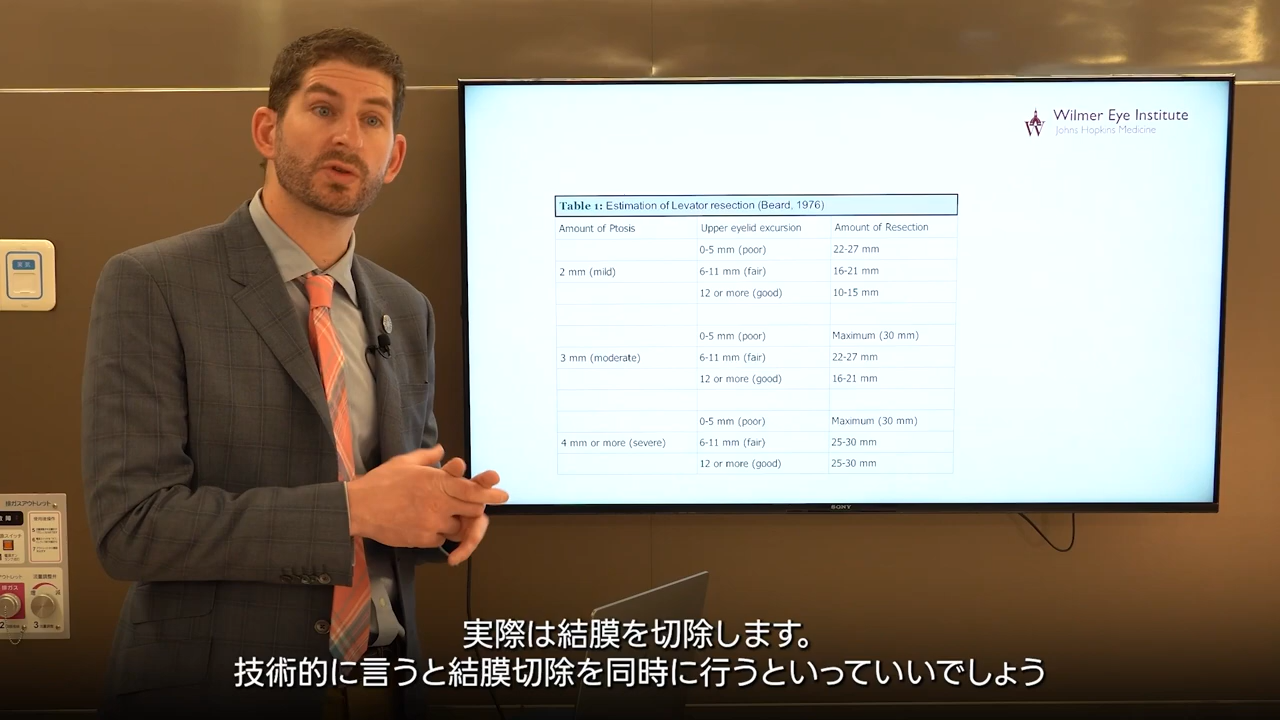 Wilmer Eye Institute
Johns Hopkins Medicine
Table 1: Estimation of Levator resection (Beard, 1976)
Amount of Ptosis Upper eyelid excursion Amount of Resection
0-5 mm (poor) 22-27 mm
2 mm (mild) 6-11 mm (fair) 16-21 mm
12 or more (good) 10-15 mm
0-5 mm (poor) Maximum (30 mm)
3 mm (moderate) 6-11 mm (fair) 22-27 mm
12 or more (good) 16-21 mm
0-5 mm (poor) Maximum (30 mm)
4 mm or more (severe) 6-11 mm (fair) 25-30 mm
12 or more (good) 25-30 mm
SONY
実際は結膜を切除します。
技術的に言うと結膜切除を同時に行うといっていいでしょう